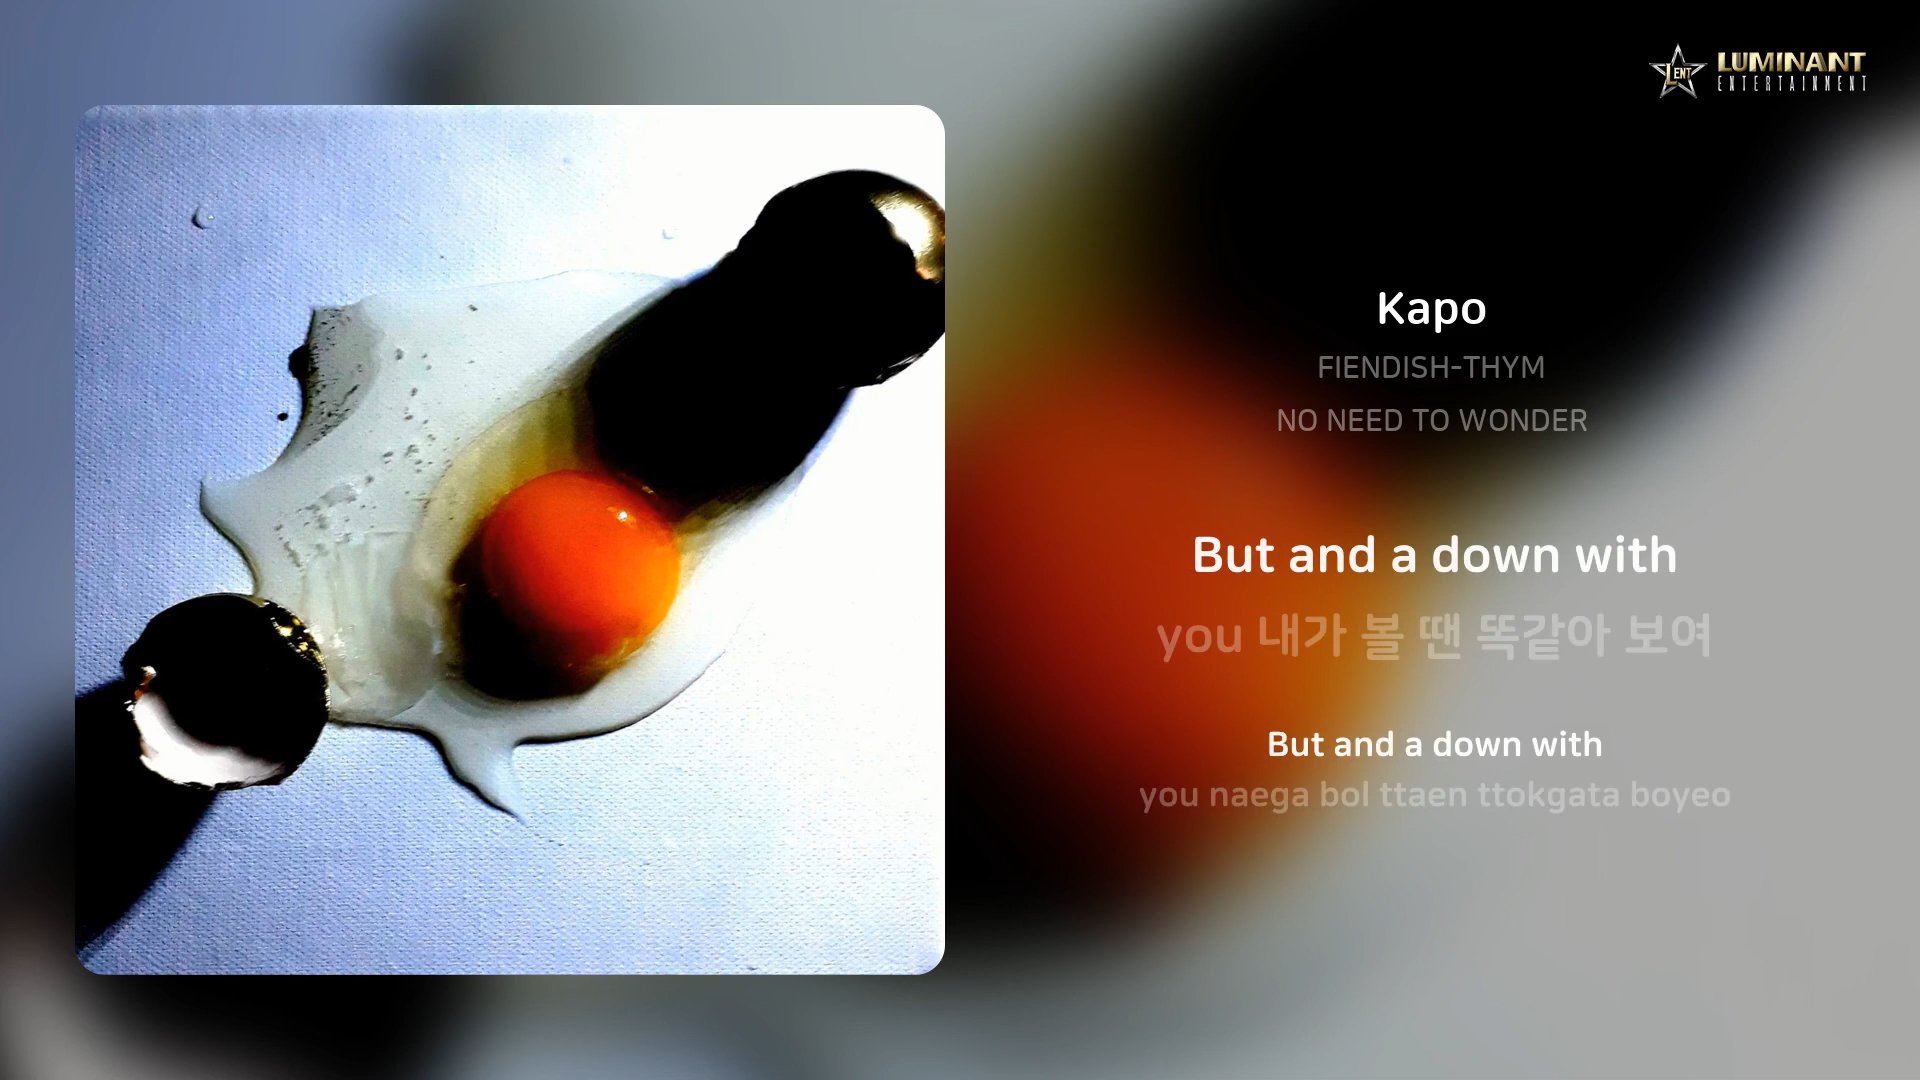 LENT
LUMINANT
ENTERTAINMENT
Kapo
FIENDISH-THYM
NO NEED TO WONDER
But and a down with
you 내가 볼 땐 똑같아 보여
But and a down with
you naega bol ttaen ttokgata boyeo